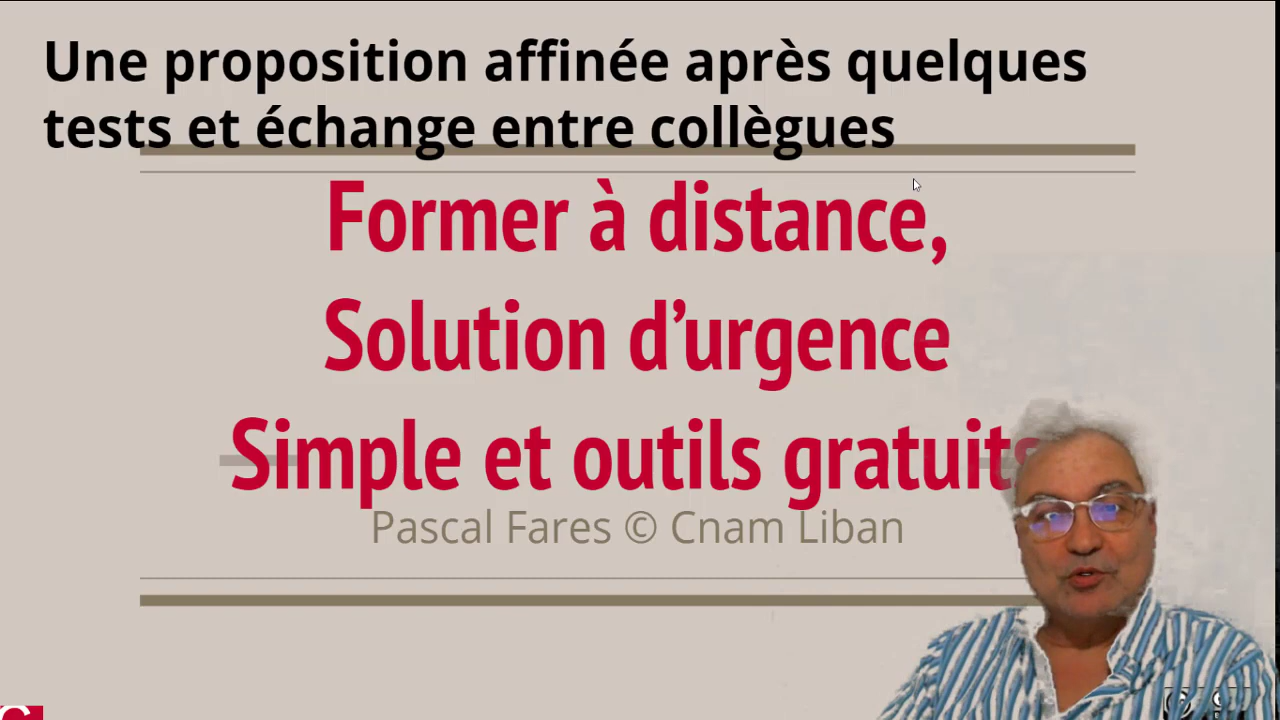 Une proposition affinée après quelques
tests et échange entre collègues
Former à distance,
Solution d’urgence
Simple et outils gratuits
Pascal Fares © Cnam Liban